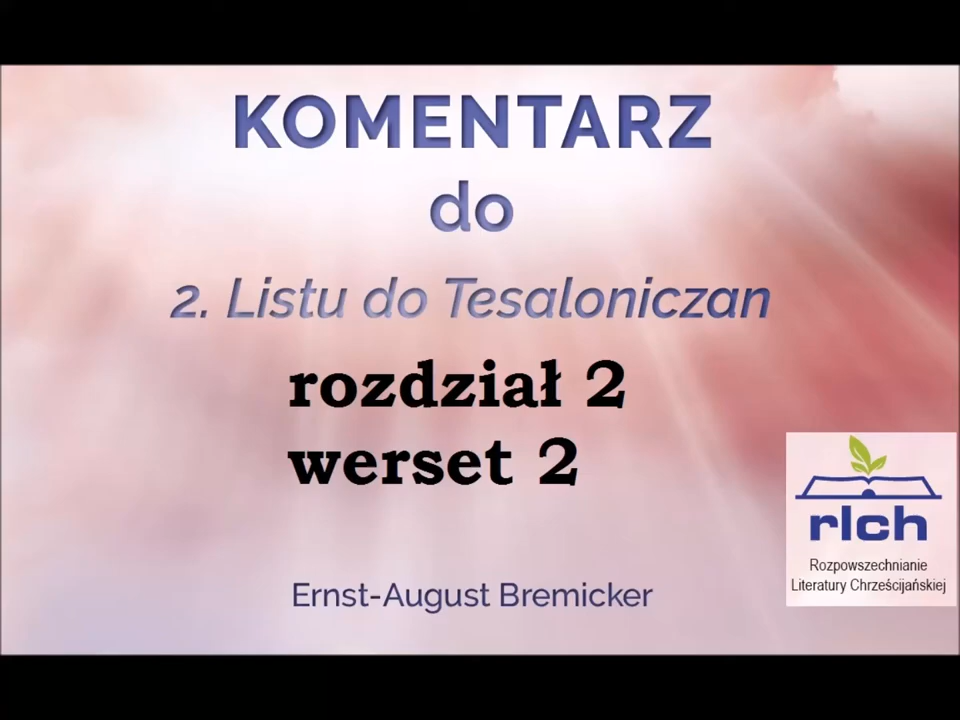 KOMENTARZ
do
2. Listu do Tesaloniczan
rozdział 2
werset 2
rlch
Rozpowszechnianie
Literatury Chrześcijańskiej
Ernst-August Bremicker